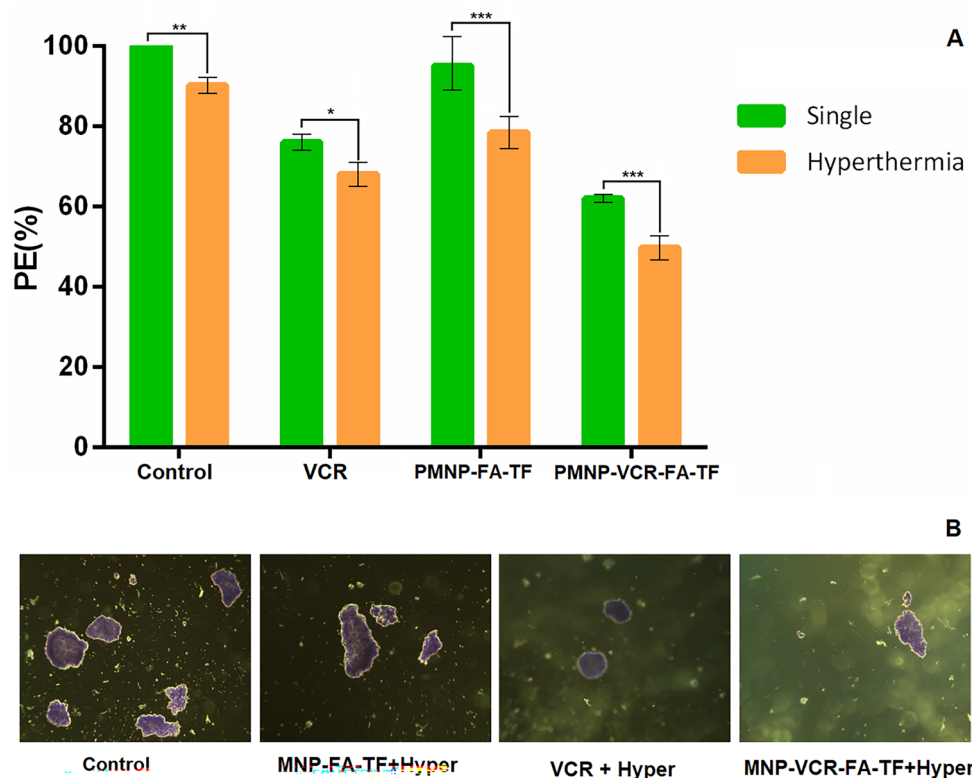 A
**
***
*
***
Single
Hyperthermia
PE(%)
100
80
60
40
20
0
Control
VCR
PMNP-FA-TF
PMNP-VCR-FA-TF
B
Control
MNP-FA-TF+Hyper
VCR + Hyper
MNP-VCR-FA-TF+Hyper